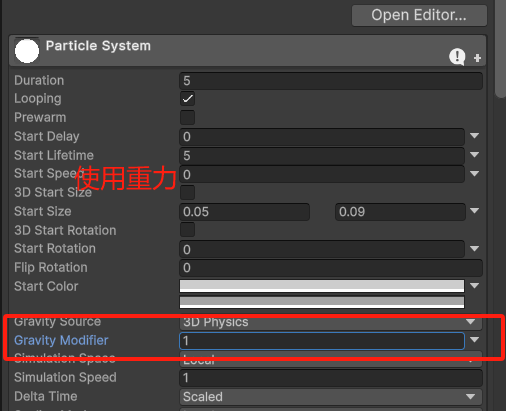 Open Editor...
Particle System
Duration 5
Looping
Prewarm
Start Delay 0
Start Lifetime 5
Start Speed 0
使用重力
3D Start Size
Start Size 0.05 0.09
3D Start Rotation
Start Rotation 0
Flip Rotation 0
Start Color
Gravity Source 3D Physics
Gravity Modifier 1
Simulation Space Local
Simulation Speed 1
Delta Time Scaled